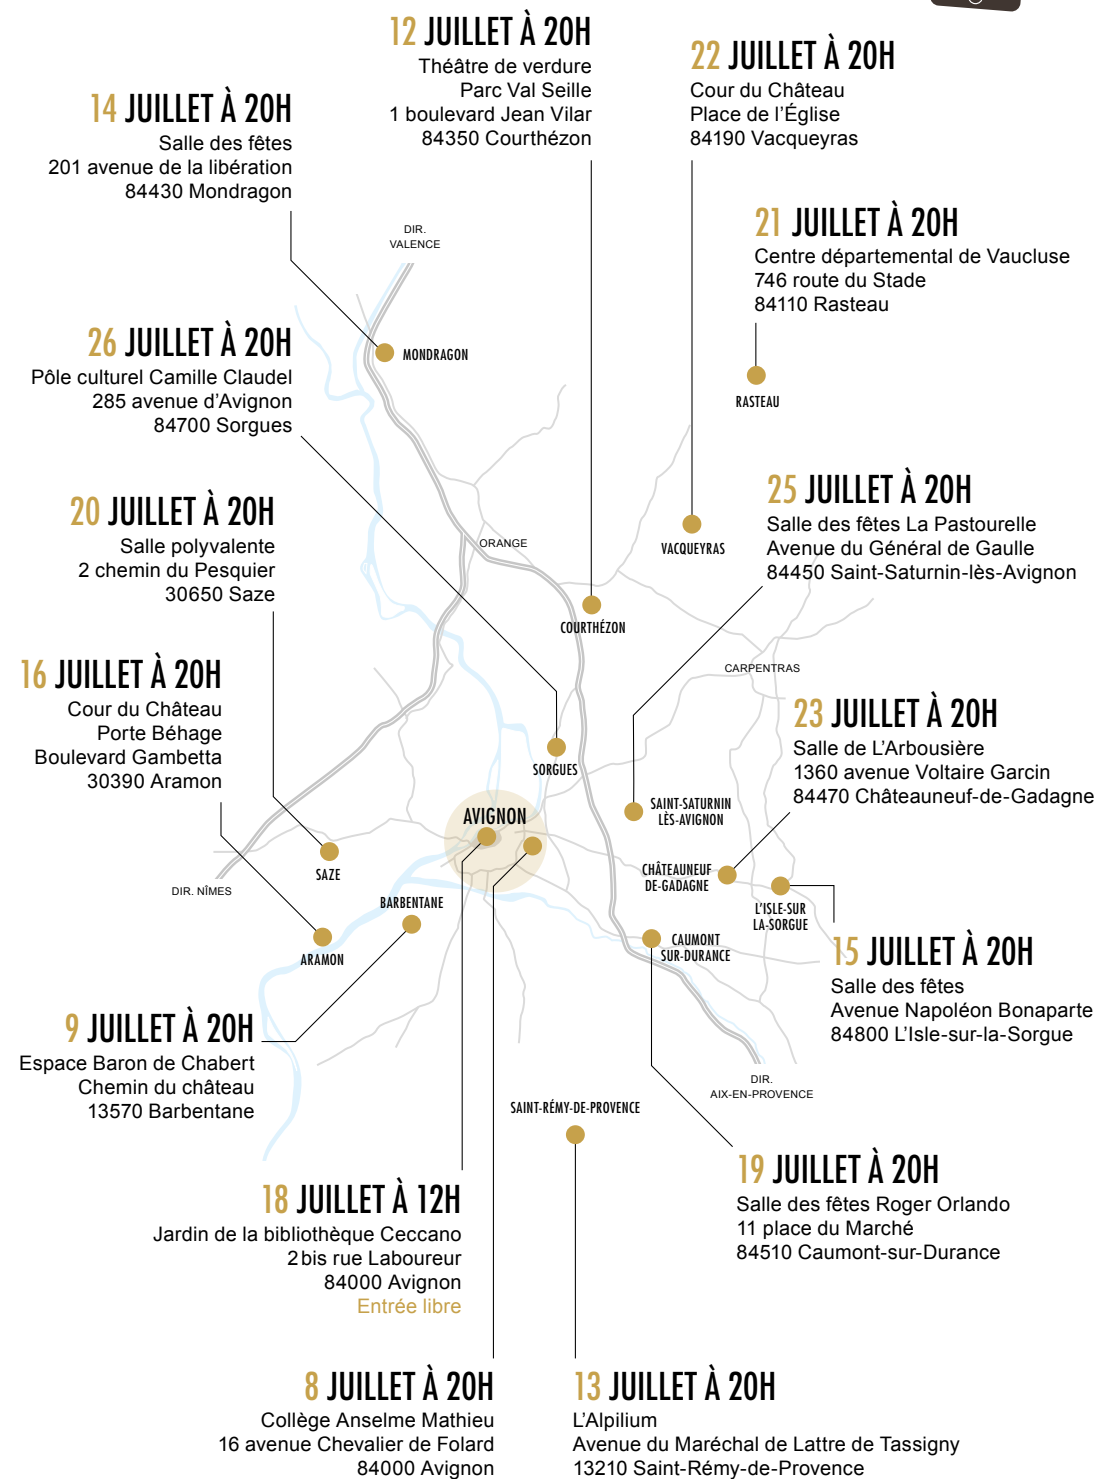 12 JUILLET À 20H
Théâtre de verdure
Parc Val Seille
1 boulevard Jean Vilar
84350 Courthézon
22 JUILLET À 20H
Cour du Château
Place de l'Église
84190 Vacqueyras
14 JUILLET À 20H
Salle des fêtes
201 avenue de la libération
84430 Mondragon
21 JUILLET À 20H
Centre départemental de Vaucluse
746 route du Stade
84110 Rasteau
DIR.
VALENCE
26 JUILLET À 20H
Pôle culturel Camille Claudel
285 avenue d'Avignon
84700 Sorgues
MONDRAGON
RASTEAU
20 JUILLET À 20H
Salle polyvalente
2 chemin du Pesquier
30650 Saze
25 JUILLET À 20H
Salle des fêtes La Pastourelle
Avenue du Général de Gaulle
84450 Saint-Saturnin-lès-Avignon
ORANGE
VACQUEYRAS
COURTHÉZON
16 JUILLET À 20H
Cour du Château
Porte Béhage
Boulevard Gambetta
30390 Aramon
CARPENTRAS
23 JUILLET À 20H
Salle de L'Arbousière
1360 avenue Voltaire Garcin
84470 Châteauneuf-de-Gadagne
SORGUES
SAINT-SATURNIN
LÈS-AVIGNON
AVIGNON
SAZE
DIR. NÎMES
CHÂTEAUNEUF
DE-GADAGNE
BARBENTANE
L'ISLE-SUR
LA-SORGUE
ARAMON
CAUMONT
SUR-DURANCE
15 JUILLET À 20H
Salle des fêtes
Avenue Napoléon Bonaparte
84800 L'Isle-sur-la-Sorgue
9 JUILLET À 20H
Espace Baron de Chabert
Chemin du château
13570 Barbentane
DIR.
AIX-EN-PROVENCE
SAINT-RÉMY-DE-PROVENCE
18 JUILLET À 12H
Jardin de la bibliothèque Ceccano
2 bis rue Laboureur
84000 Avignon
Entrée libre
19 JUILLET À 20H
Salle des fêtes Roger Orlando
11 place du Marché
84510 Caumont-sur-Durance
8 JUILLET À 20H
Collège Anselme Mathieu
16 avenue Chevalier de Folard
84000 Avignon
13 JUILLET À 20H
L'Alpilium
Avenue du Maréchal de Lattre de Tassigny
13210 Saint-Rémy-de-Provence